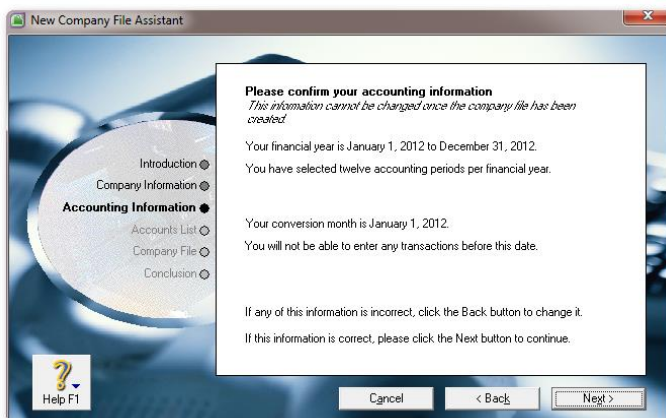 New Company File Assistant
Please confirm your accounting information
This information cannot be changed once the company file has been
created.
Your financial year is January 1, 2012 to December 31, 2012.
You have selected twelve accounting periods per financial year.
Introduction
Company Information
Accounting Information
Accounts List
Company File
Conclusion
Your conversion month is January 1, 2012.
You will not be able to enter any transactions before this date.
If any of this information is incorrect, click the Back button to change it.
If this information is correct, please click the Next button to continue.
Help F1
Cancel
< Back
Next >